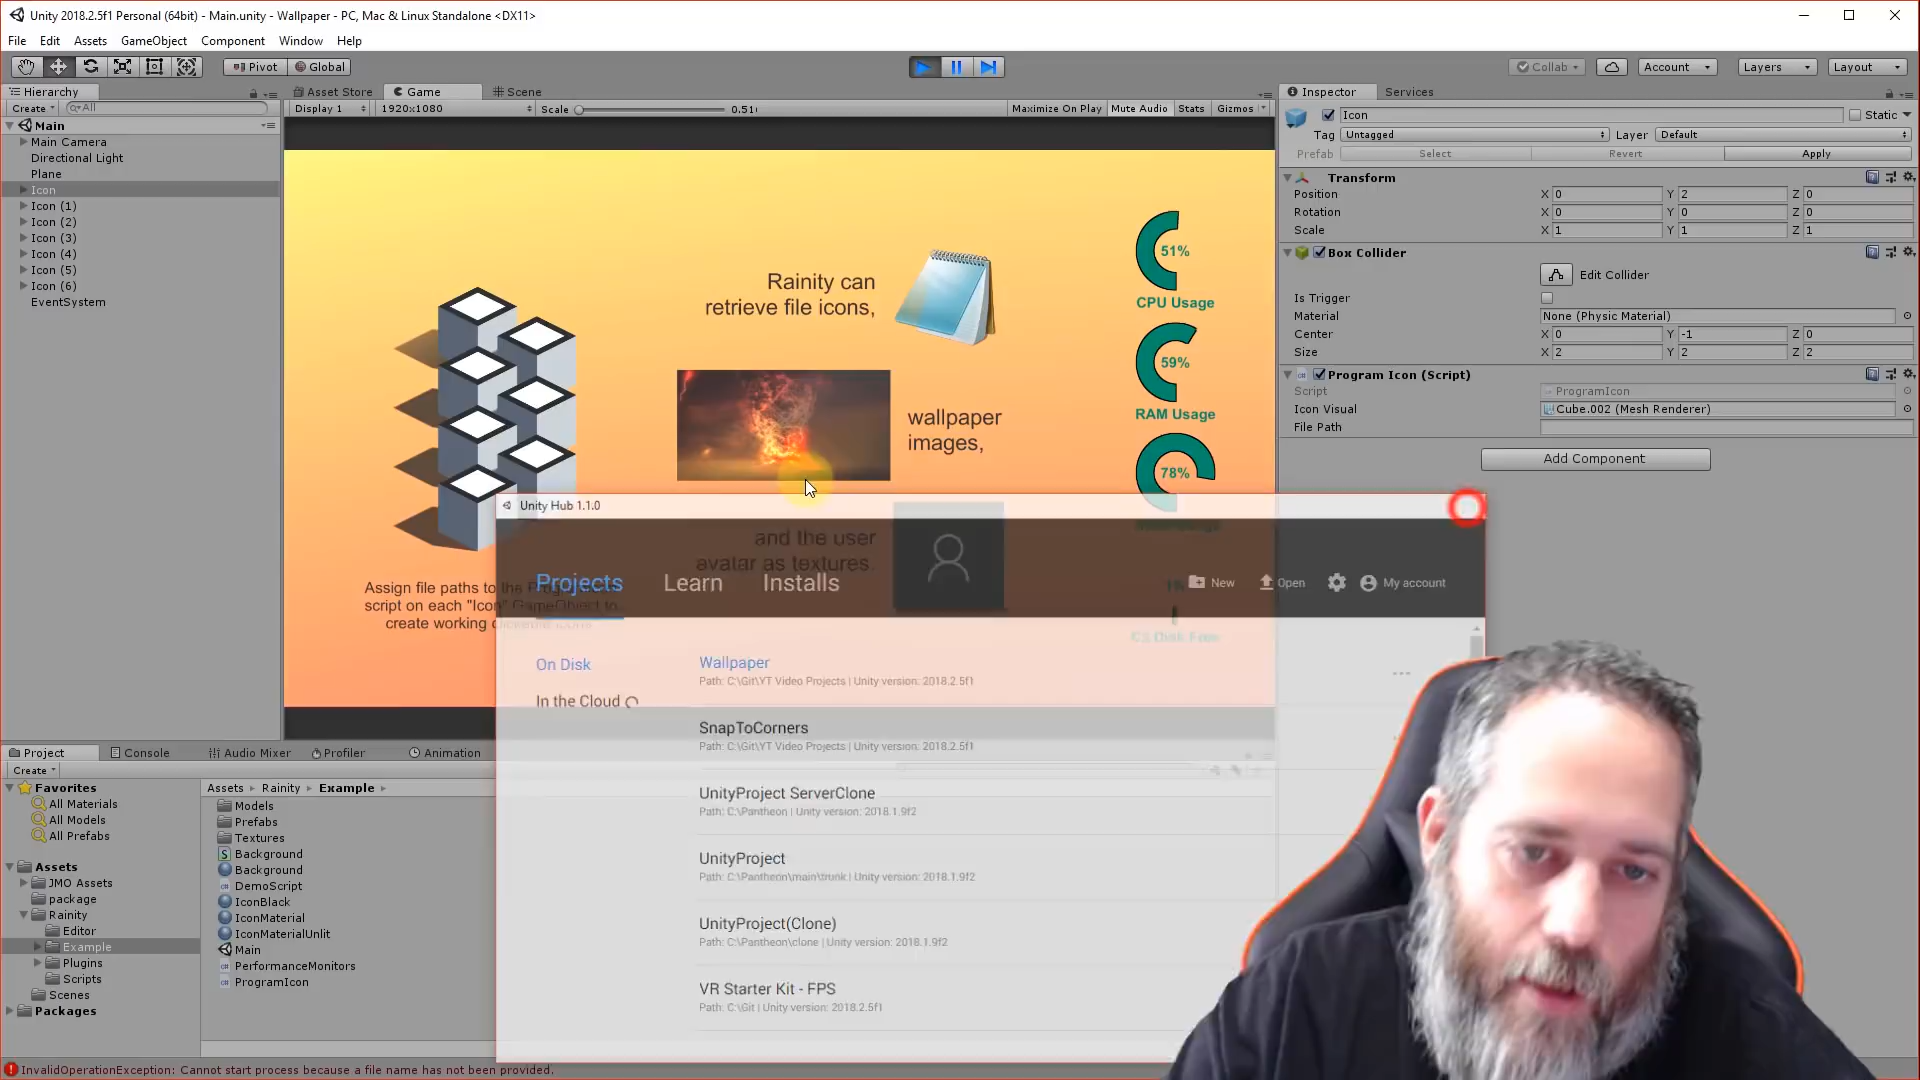 Unity 2018.2.5f1 Personal (64bit) - Main.unity - Wallpaper - PC, Mac & Linux Standalone <DX11>
File Edit Assets GameObject Component Window Help
Pivot Global
Collab Account Layers Layout
Hierarchy
Create All
Main
Main Camera
Directional Light
Plane
Icon
Icon (1)
Icon (2)
Icon (3)
Icon (4)
Icon (5)
Icon (6)
EventSystem
Asset Store Game Scene
Display 1 1920x1080 Scale 0.51 Maximize On Play Mute Audio Stats Gizmos
Rainity can
retrieve file icons,
wallpaper
images,
and the user
avatar as textures.
Assign file paths to the
script on each "Icon" GameObject to
create working clickable icons
51%
CPU Usage
59%
RAM Usage
78%
1%
C:\ Disk Free
Inspector Services
Icon Static
Tag Untagged Layer Default
Prefab Select Revert Apply
Transform
Position X 0 Y 2 Z 0
Rotation X 0 Y 0 Z 0
Scale X 1 Y 1 Z 1
Box Collider
Edit Collider
Is Trigger
Material None (Physic Material)
Center X 0 Y -1 Z 0
Size X 2 Y 2 Z 2
Program Icon (Script)
Script ProgramIcon
Icon Visual Cube.002 (Mesh Renderer)
File Path
Add Component
Unity Hub 1.1.0
Projects Learn Installs New Open My account
On Disk
In the Cloud
Wallpaper
Path: C:\Git\YT Video Projects | Unity version: 2018.2.5f1
SnapToCorners
Path: C:\Git\YT Video Projects | Unity version: 2018.2.5f1
UnityProject ServerClone
Path: C:\Pantheon | Unity version: 2018.1.9f2
UnityProject
Path: C:\Pantheon\main\trunk | Unity version: 2018.1.9f2
UnityProject(Clone)
Path: C:\Pantheon\clone | Unity version: 2018.1.9f2
VR Starter Kit - FPS
Path: C:\Git | Unity version: 2018.2.5f1
Project Console Audio Mixer Profiler Animation
Create
Favorites
All Materials
All Models
All Prefabs
Assets
JMO Assets
package
Rainity
Editor
Example
Plugins
Scripts
Scenes
Packages
Assets Rainity Example
Models
Prefabs
Textures
Background
Background
DemoScript
IconBlack
IconMaterial
IconMaterialUnlit
Main
PerformanceMonitors
ProgramIcon
InvalidOperationException: Cannot start process because a file name has not been provided.